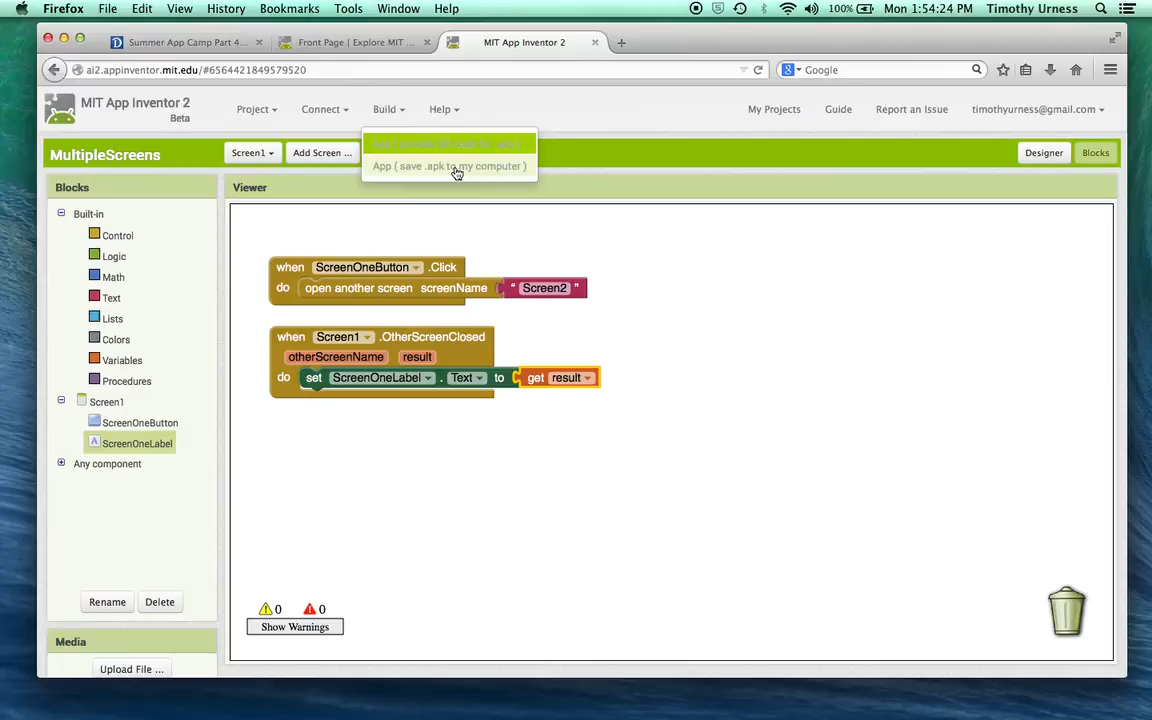 Firefox File Edit View History Bookmarks Tools Window Help 100% Mon 1:54:24 PM Timothy Urness
Summer App Camp Part 4... Front Page | Explore MIT ... MIT App Inventor 2
ai2.appinventor.mit.edu/#6564421849579520 Google
MIT App Inventor 2
Beta
Project Connect Build Help My Projects Guide Report an Issue timothyurness@gmail.com
MultipleScreens Screen1 Add Screen ... Designer Blocks
App ( save .apk to my computer )
Blocks Viewer
Built-in
Control
Logic
Math
Text
Lists
Colors
Variables
Procedures
Screen1
ScreenOneButton
ScreenOneLabel
Any component
Rename Delete
Media
Upload File ...
when ScreenOneButton .Click
do open another screen screenName “ Screen2 ”
when Screen1 .OtherScreenClosed
otherScreenName result
do set ScreenOneLabel . Text to get result
0 0
Show Warnings